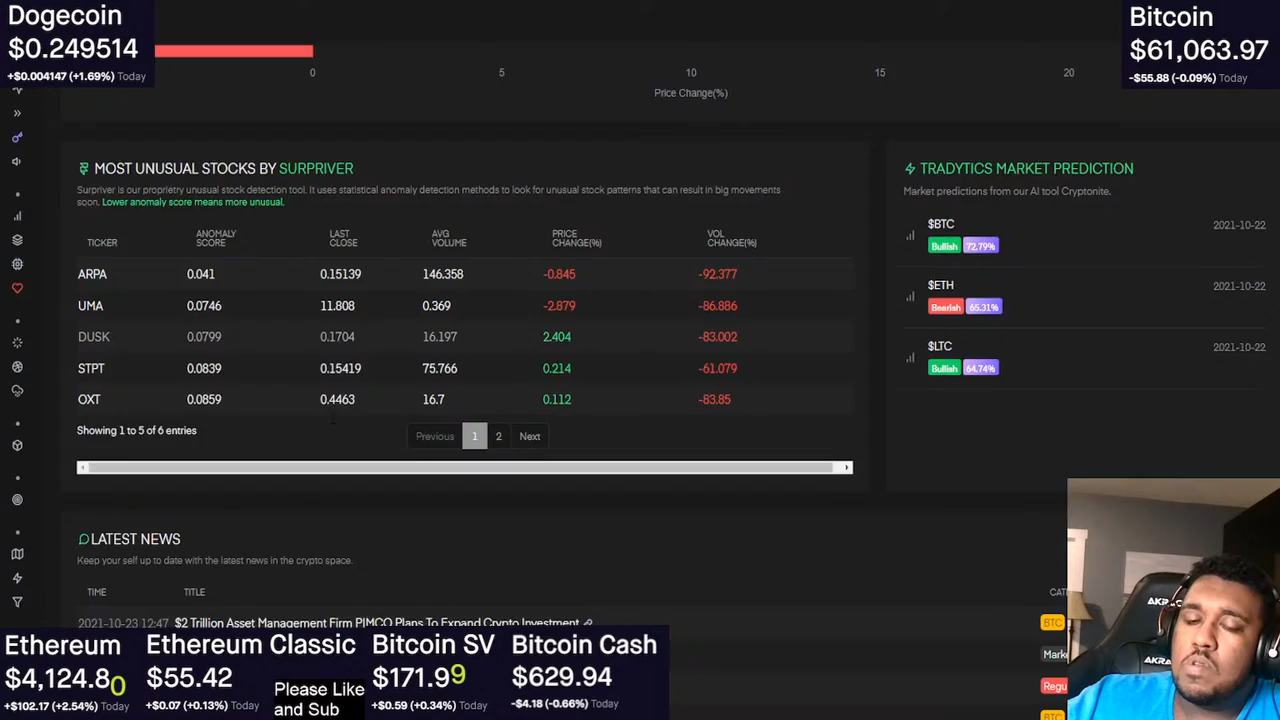 Dogecoin
$0.249514
+$0.004147 (+1.69%) Today
Bitcoin
$61,063.97
-$55.88 (-0.09%) Today
0 5 10 15 20
Price Change(%)
MOST UNUSUAL STOCKS BY SURPRIVER
Surpriver is our proprietry unusual stock detection tool. It uses statistical anomaly detection methods to look for unusual stock patterns that can result in big movements
soon. Lower anomaly score means more unusual.
TICKER ANOMALY SCORE LAST CLOSE AVG VOLUME PRICE CHANGE(%) VOL CHANGE(%)
ARPA 0.041 0.15139 146.358 -0.845 -92.377
UMA 0.0746 11.808 0.369 -2.879 -86.886
DUSK 0.0799 0.1704 16.197 2.404 -83.002
STPT 0.0839 0.15419 75.766 0.214 -61.079
OXT 0.0859 0.4463 16.7 0.112 -83.85
Showing 1 to 5 of 6 entries
Previous 1 2 Next
TRADYTICS MARKET PREDICTION
Market predictions from our AI tool Cryptonite.
$BTC 2021-10-22
Bullish 72.79%
$ETH 2021-10-22
Bearish 65.31%
$LTC 2021-10-22
Bullish 64.74%
LATEST NEWS
Keep your self up to date with the latest news in the crypto space.
TIME TITLE CAT
2021-10-23 12:47 $2 Trillion Asset Management Firm PIMCO Plans To Expand Crypto Investment BTC
Marke
Regu
BTC
Ethereum
$4,124.80
+$102.17 (+2.54%) Today
Ethereum Classic
$55.42
+$0.07 (+0.13%) Today
Please Like
and Sub
Bitcoin SV
$171.99
+$0.59 (+0.34%) Today
Bitcoin Cash
$629.94
-$4.18 (-0.66%) Today
AKRA